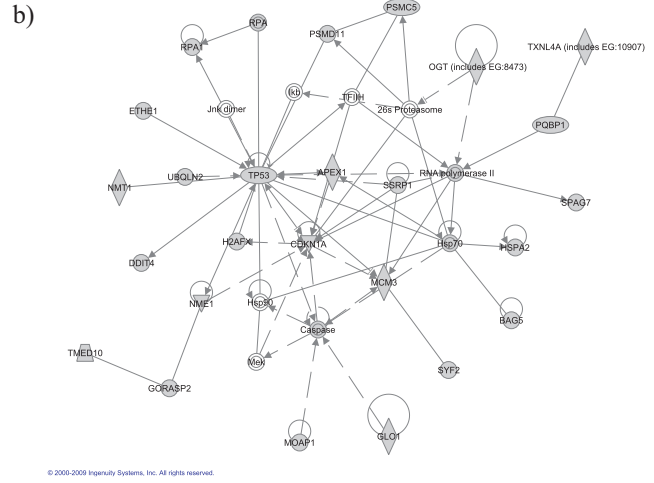 b)
PSMC5
RPA
PSMD11
RPA1
TXNL4A (includes EG:10907)
OGT (includes EG:8473)
Ikb
TFIIH
Jnk dimer
26s Proteasome
ETHE1
PQBP1
UBQLN2
TP53
APEX1
RNA polymerase II
NMT1
SSRP1
SPAG7
H2AFX
CDKN1A
Hsp70
HSPA2
DDIT4
MCM3
NME1
Hsp90
BAG5
Caspase
TMED10
Mek
SYF2
GORASP2
MOAP1
GLO1
© 2000-2009 Ingenuity Systems, Inc. All rights reserved.